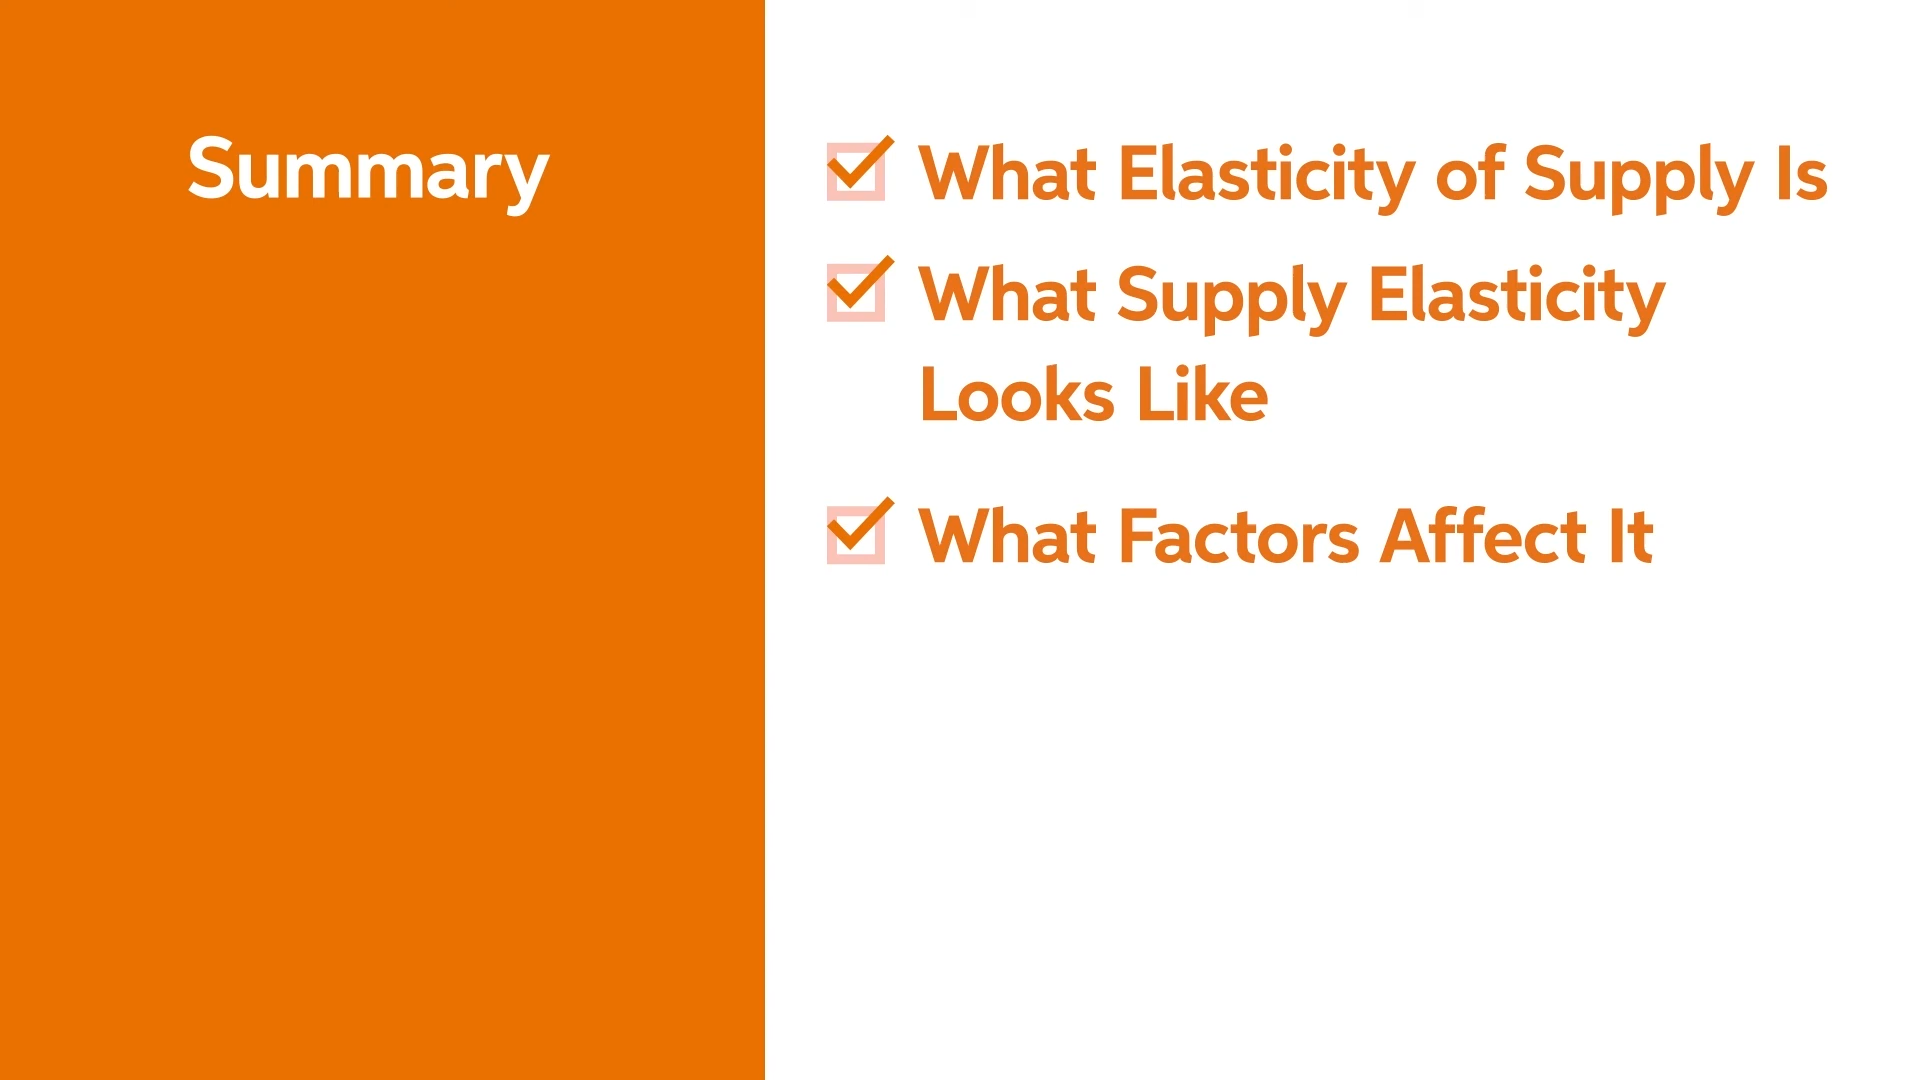 Summary
What Elasticity of Supply Is
What Supply Elasticity
Looks Like
What Factors Affect It